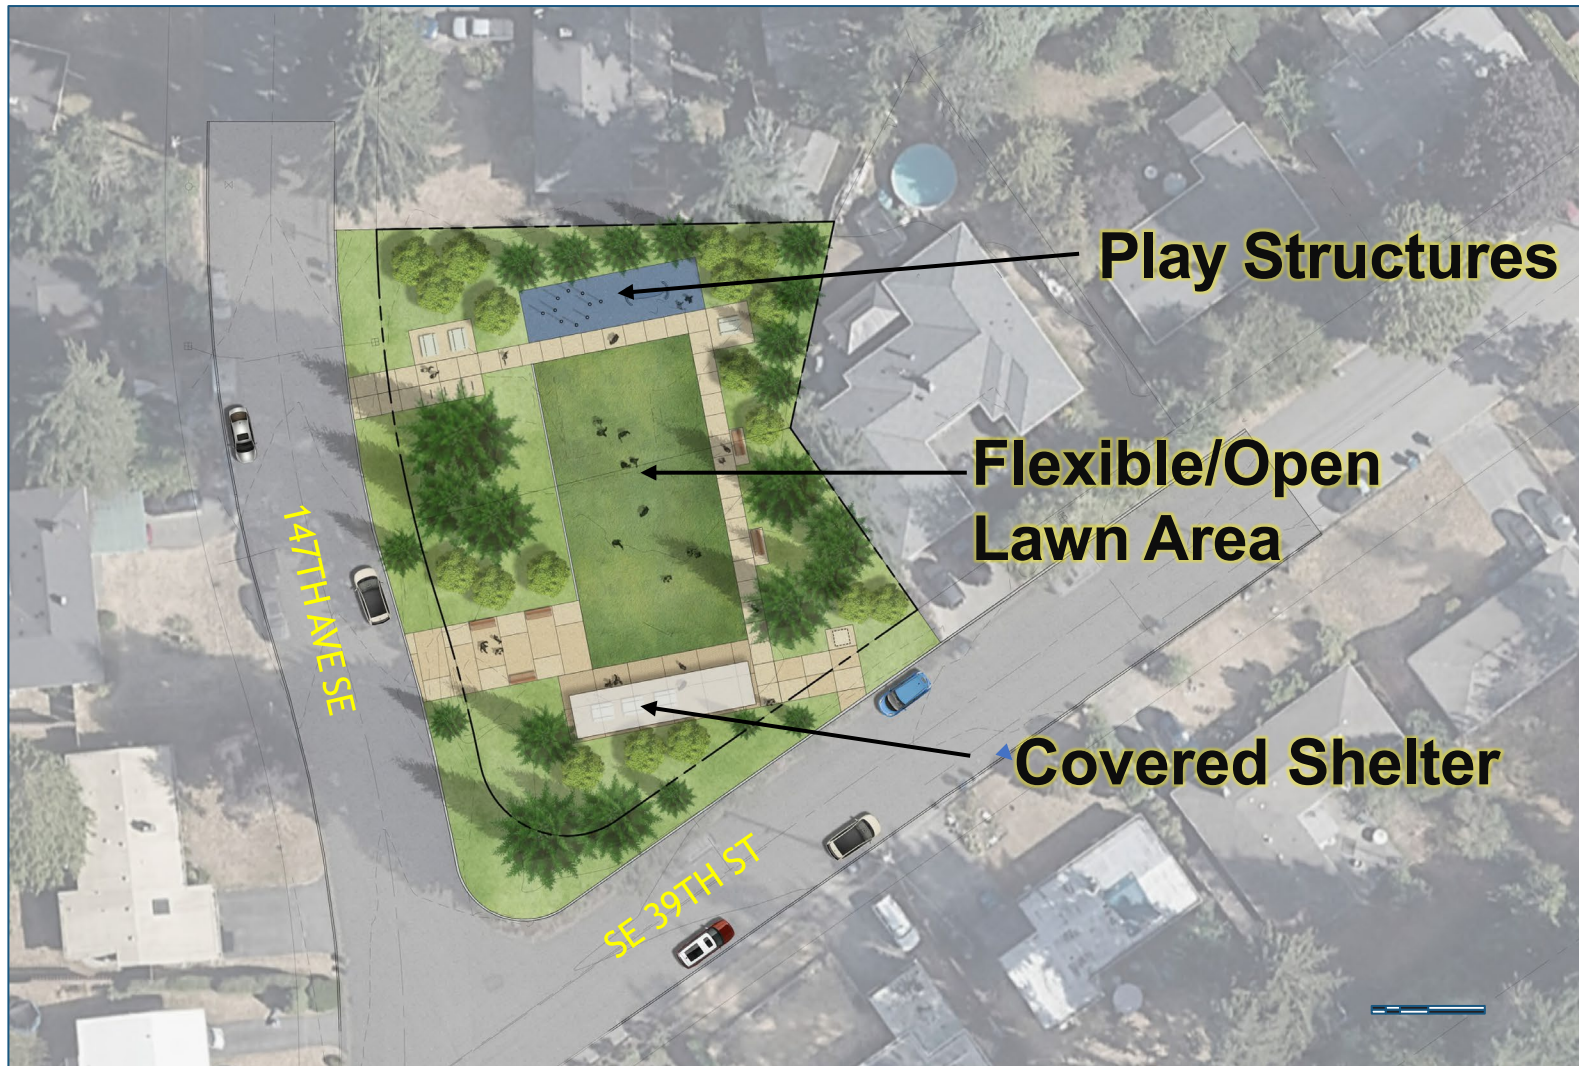 Play Structures
Flexible/Open
Lawn Area
147TH AVE SE
Covered Shelter
SE 39TH ST